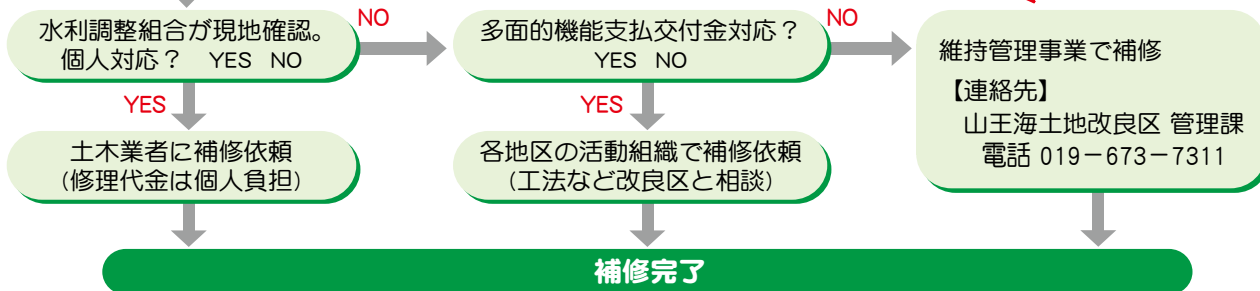 水利調整組合が現地確認。
個人対応？　YES　NO
NO
多面的機能支払交付金対応？
YES　NO
NO
維持管理事業で補修
【連絡先】
山王海土地改良区 管理課
電話 019－673－7311
YES
土木業者に補修依頼
(修理代金は個人負担)
YES
各地区の活動組織で補修依頼
(工法など改良区と相談)
補修完了